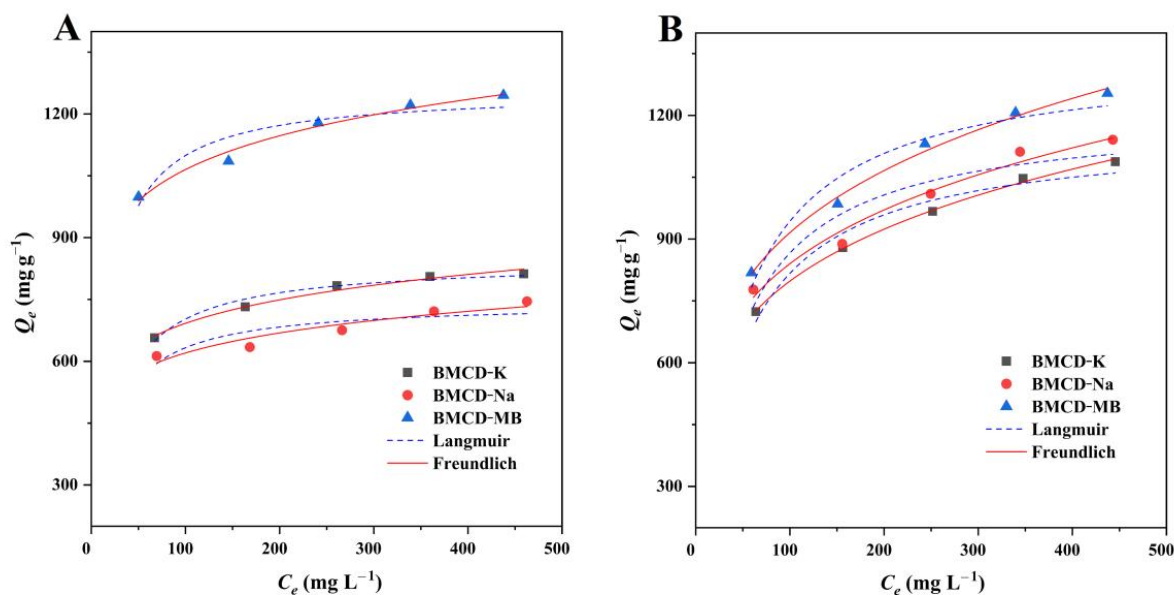 A
1200
900
600
300
Qe (mg g−1)
BMCD-K
BMCD-Na
BMCD-MB
Langmuir
Freundlich
0 100 200 300 400 500
Ce (mg L−1)
B
1200
900
600
300
Qe (mg g−1)
BMCD-K
BMCD-Na
BMCD-MB
Langmuir
Freundlich
0 100 200 300 400 500
Ce (mg L−1)